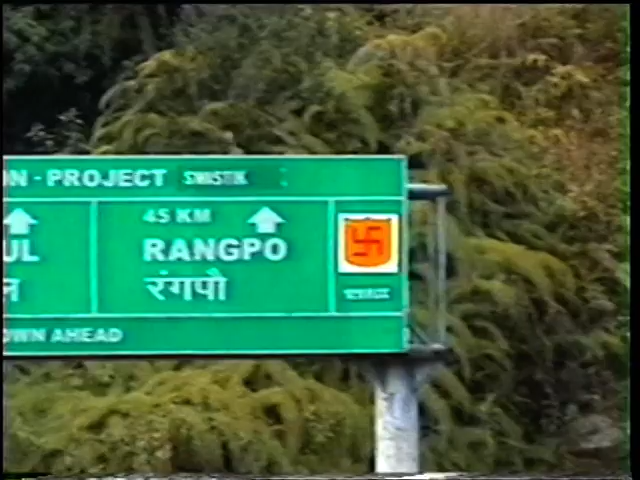 N - PROJECT SWASTIK
UL
45 KM
RANGPO
रंगपौ
OWN AHEAD